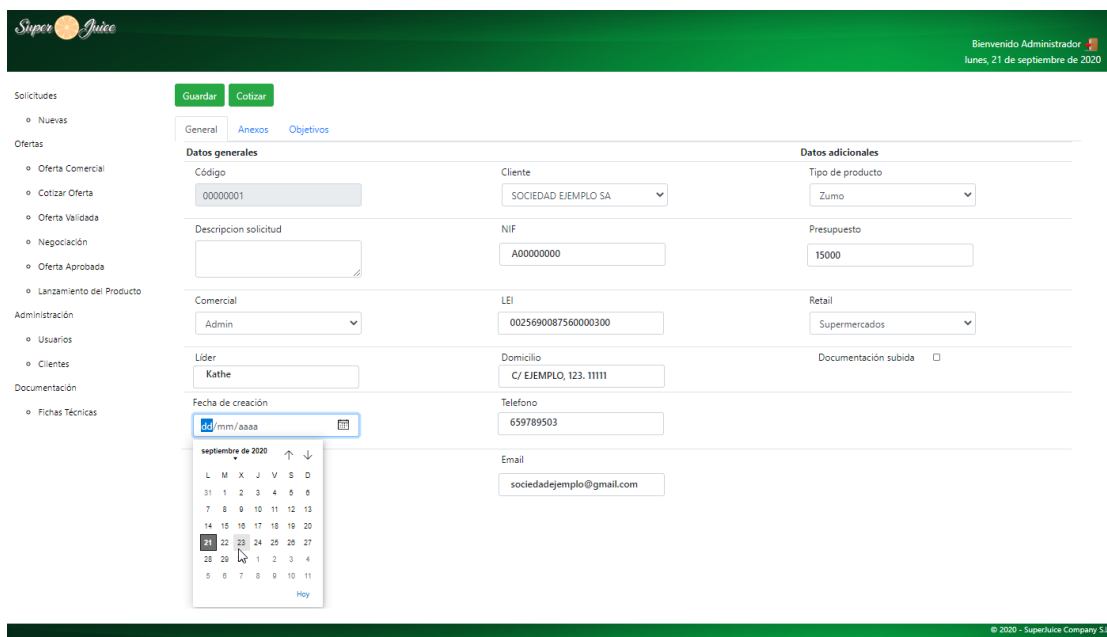 Super Juice
Bienvenido Administrador
lunes, 21 de septiembre de 2020
Solicitudes
Nuevas
Ofertas
Oferta Comercial
Cotizar Oferta
Oferta Validada
Negociación
Oferta Aprobada
Lanzamiento del Producto
Administración
Usuarios
Clientes
Documentación
Fichas Técnicas
Guardar Cotizar
General Anexos Objetivos
Datos generales Datos adicionales
Código Cliente Tipo de producto
00000001 SOCIEDAD EJEMPLO SA Zumo
Descripcion solicitud NIF Presupuesto
A00000000 15000
Comercial LEI Retail
Admin 0025690087560000300 Supermercados
Líder Domicilio Documentación subida
Kathe C/ EJEMPLO, 123. 11111
Fecha de creación Telefono
dd/mm/aaaa 659789503
septiembre de 2020 Email
L M X J V S D
sociedadejemplo@gmail.com
31 1 2 3 4 5 6
7 8 9 10 11 12 13
14 15 16 17 18 19 20
21 22 23 24 25 26 27
28 29 1 2 3 4
5 6 7 8 9 10 11
Hoy
© 2020 - SuperJuice Company S.